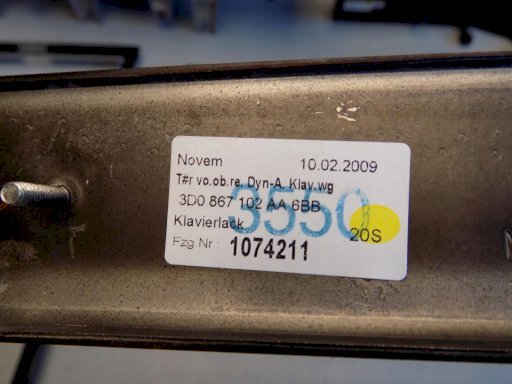 Novem 10.02.2009
T#r vo.ob.re. Dyn-A. Klav.wg
3D0 867 102 AA 6BB
3550
Klavierlack
20S
Fzg.Nr.: 1074211